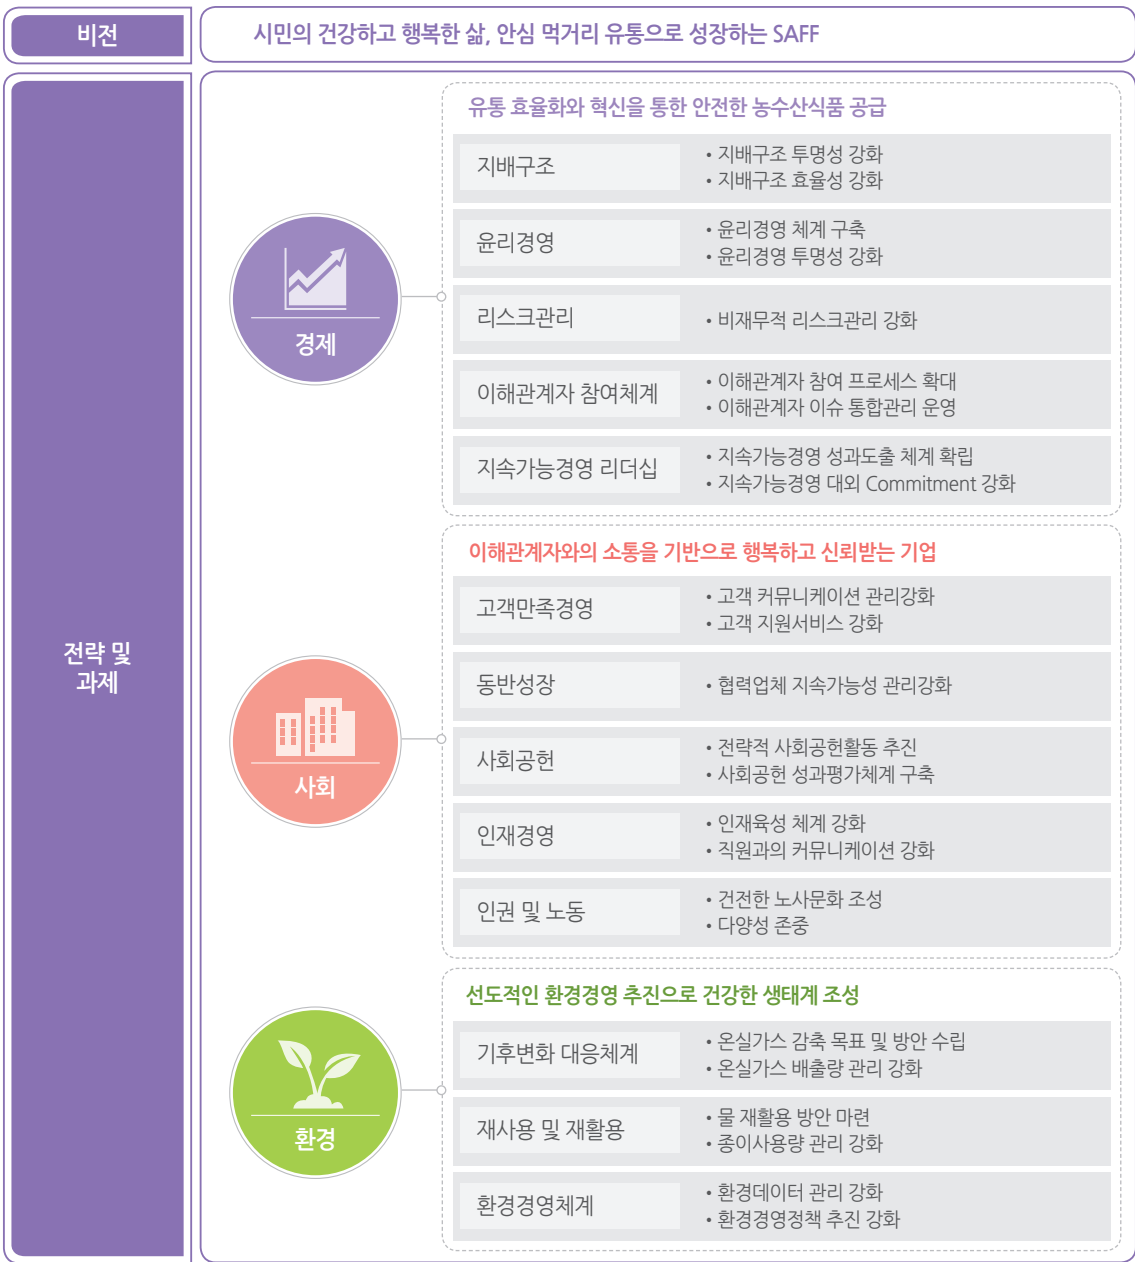 비전
시민의 건강하고 행복한 삶, 안심 먹거리 유통으로 성장하는 SAFF
전략 및
과제
경제
유통 효율화와 혁신을 통한 안전한 농수산식품 공급
지배구조
• 지배구조 투명성 강화
• 지배구조 효율성 강화
윤리경영
• 윤리경영 체계 구축
• 윤리경영 투명성 강화
리스크관리
• 비재무적 리스크관리 강화
이해관계자 참여체계
• 이해관계자 참여 프로세스 확대
• 이해관계자 이슈 통합관리 운영
지속가능경영 리더십
• 지속가능경영 성과도출 체계 확립
• 지속가능경영 대외 Commitment 강화
사회
이해관계자와의 소통을 기반으로 행복하고 신뢰받는 기업
고객만족경영
• 고객 커뮤니케이션 관리강화
• 고객 지원서비스 강화
동반성장
• 협력업체 지속가능성 관리강화
사회공헌
• 전략적 사회공헌활동 추진
• 사회공헌 성과평가체계 구축
인재경영
• 인재육성 체계 강화
• 직원과의 커뮤니케이션 강화
인권 및 노동
• 건전한 노사문화 조성
• 다양성 존중
환경
선도적인 환경경영 추진으로 건강한 생태계 조성
기후변화 대응체계
• 온실가스 감축 목표 및 방안 수립
• 온실가스 배출량 관리 강화
재사용 및 재활용
• 물 재활용 방안 마련
• 종이사용량 관리 강화
환경경영체계
• 환경데이터 관리 강화
• 환경경영정책 추진 강화